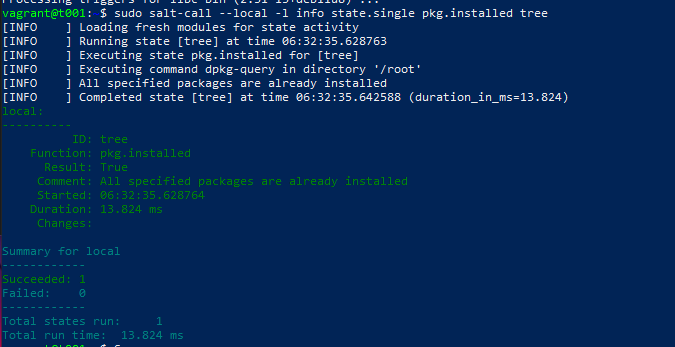 Processing triggers for libc-bin (2.31-13+deb11u6) ...
vagrant@t001: $ sudo salt-call --local -l info state.single pkg.installed tree
[INFO    ] Loading fresh modules for state activity
[INFO    ] Running state [tree] at time 06:32:35.628763
[INFO    ] Executing state pkg.installed for [tree]
[INFO    ] Executing command dpkg-query in directory '/root'
[INFO    ] All specified packages are already installed
[INFO    ] Completed state [tree] at time 06:32:35.642588 (duration_in_ms=13.824)
local:
----------
          ID: tree
    Function: pkg.installed
      Result: True
     Comment: All specified packages are already installed
     Started: 06:32:35.628764
    Duration: 13.824 ms
     Changes:
Summary for local
------------
Succeeded: 1
Failed:    0
------------
Total states run:     1
Total run time:  13.824 ms